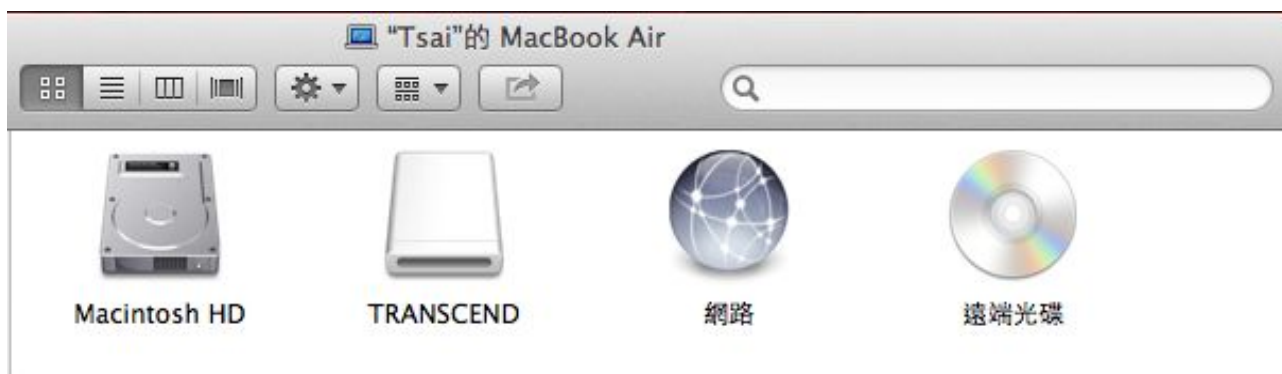 “Tsai”的 MacBook Air
Macintosh HD
TRANSCEND
網路
遠端光碟